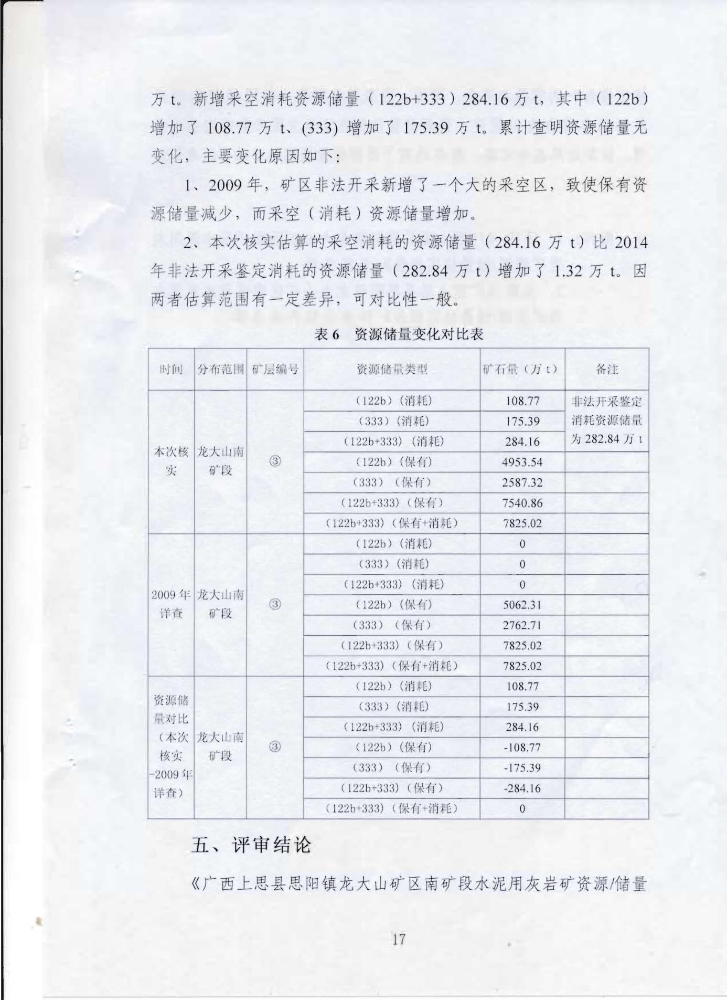 万 t。新增采空消耗资源储量（122b+333）284.16 万 t，其中（122b）
增加了 108.77 万 t、(333) 增加了 175.39 万 t。累计查明资源储量无
变化，主要变化原因如下：
1、2009 年，矿区非法开采新增了一个大的采空区，致使保有资
源储量减少，而采空（消耗）资源储量增加。
2、本次核实估算的采空消耗的资源储量（284.16 万 t）比 2014
年非法开采鉴定消耗的资源储量（282.84 万 t）增加了 1.32 万 t。因
两者估算范围有一定差异，可对比性一般。
表 6 资源储量变化对比表
时间 分布范围 矿层编号 资源储量类型 矿石量（万 t） 备注
本次核
实
龙大山南
矿段
③
（122b）（消耗） 108.77
（333）（消耗） 175.39
（122b+333）（消耗） 284.16
非法开采鉴定
消耗资源储量
为 282.84 万 t
（122b）（保有） 4953.54
（333）（保有） 2587.32
（122b+333）（保有） 7540.86
（122b+333）（保有+消耗） 7825.02
2009 年
详查
龙大山南
矿段
③
（122b）（消耗） 0
（333）（消耗） 0
（122b+333）（消耗） 0
（122b）（保有） 5062.31
（333）（保有） 2762.71
（122b+333）（保有） 7825.02
（122b+333）（保有+消耗） 7825.02
资源储
量对比
（本次
核实
-2009 年
详查）
龙大山南
矿段
③
（122b）（消耗） 108.77
（333）（消耗） 175.39
（122b+333）（消耗） 284.16
（122b）（保有） -108.77
（333）（保有） -175.39
（122b+333）（保有） -284.16
（122b+333）（保有+消耗） 0
五、评审结论
《广西上思县思阳镇龙大山矿区南矿段水泥用灰岩矿资源/储量
17